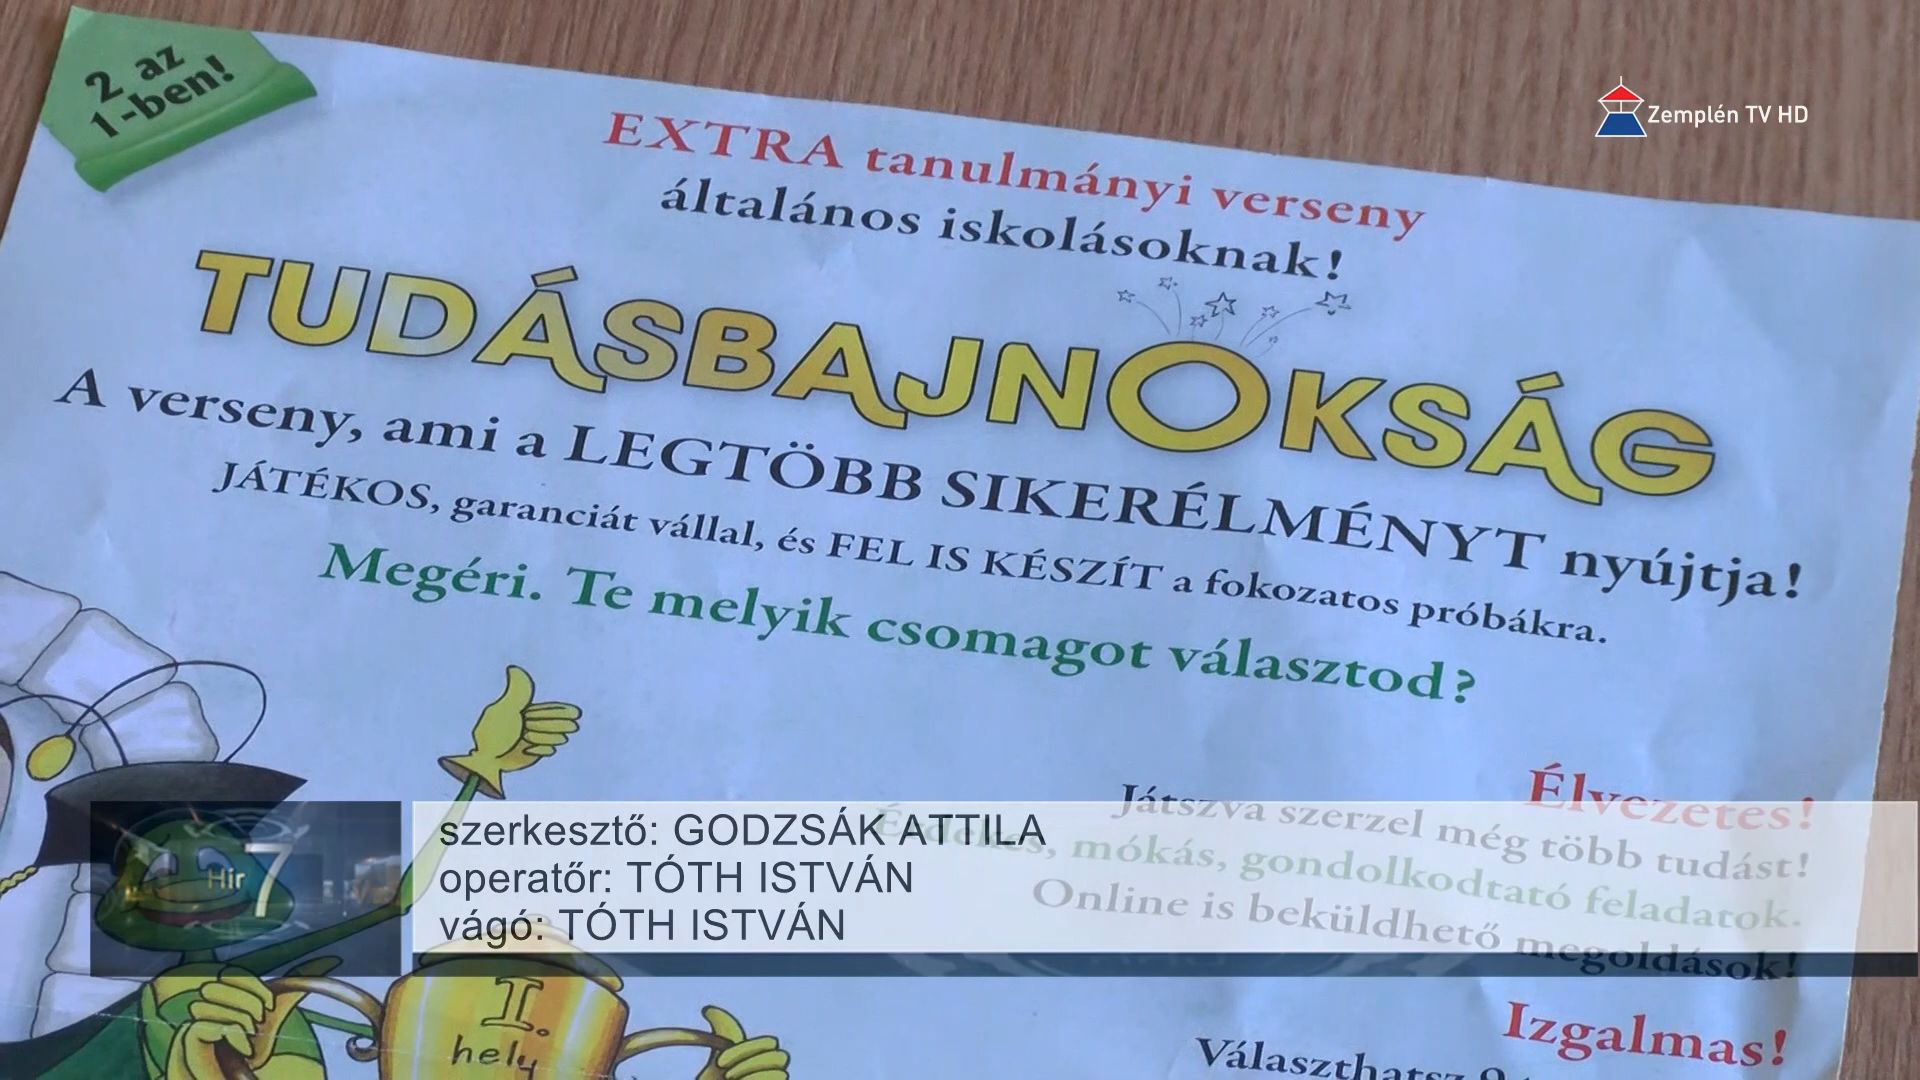 2 az
1-ben!
Zemplén TV HD
EXTRA tanulmányi verseny
általános iskolásoknak!
TUDÁSBAJNOKSÁG
A verseny, ami a LEGTÖBB SIKERÉLMÉNYT nyújtja!
JÁTÉKOS, garanciát vállal, és FEL IS KÉSZÍT a fokozatos próbákra.
Megéri. Te melyik csomagot választod?
Élvezetes!
Játszva szerzel még több tudást!
Érdekes, mókás, gondolkodtató feladatok.
Online is beküldhető megoldások!
Hír 7
szerkesztő: GODZSÁK ATTILA
operatőr: TÓTH ISTVÁN
vágó: TÓTH ISTVÁN
I.
hely
Izgalmas!
Választhatsz